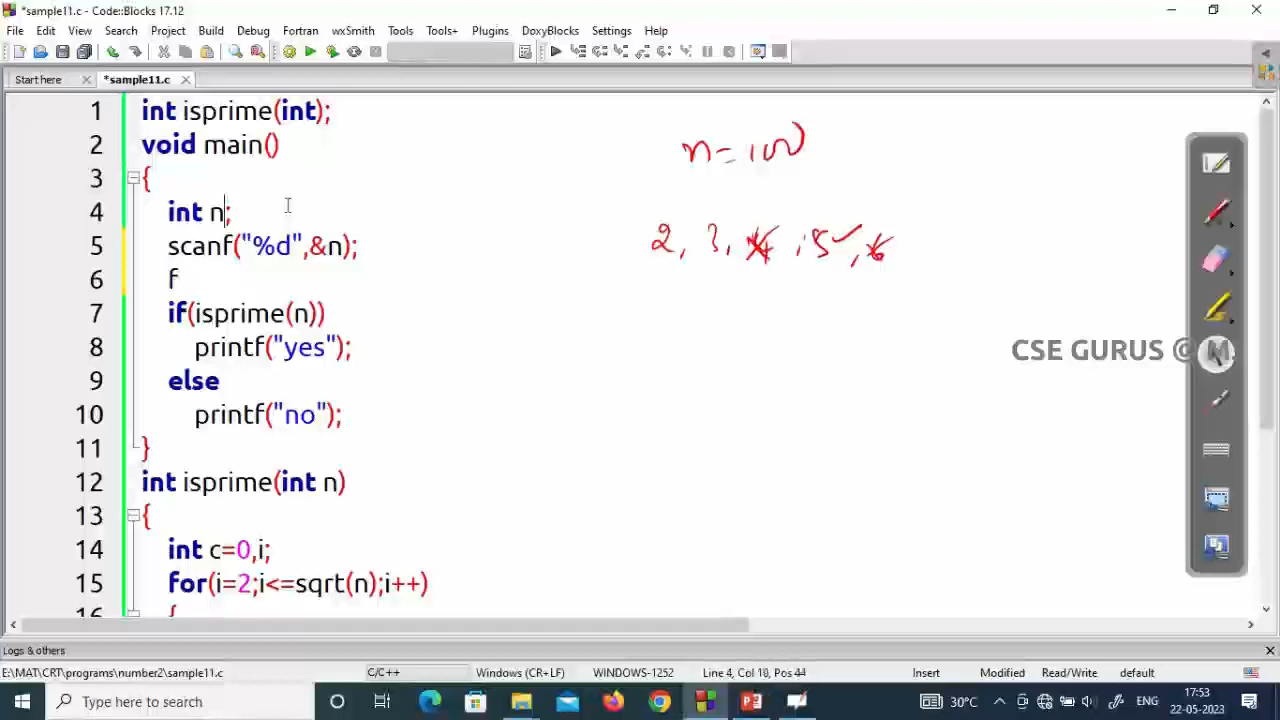 *sample11.c - Code::Blocks 17.12
File Edit View Search Project Build Debug Fortran wxSmith Tools Tools+ Plugins DoxyBlocks Settings Help
Start here *sample11.c
1 int isprime(int);
2 void main()
3 {
4 int n;
5 scanf("%d",&n);
6 f
7 if(isprime(n))
8 printf("yes");
9 else
10 printf("no");
11 }
12 int isprime(int n)
13 {
14 int c=0,i;
15 for(i=2;i<=sqrt(n);i++)
16 {
n=100
2, 3, 4, 5, 6
CSE GURUS @ M
Logs & others
E:\MAT\CRT\programs\number2\sample11.c C/C++ Windows (CR+LF) WINDOWS-1252 Line 4, Col 10, Pos 44 Insert Modified Read/Write default
Type here to search 30°C ENG 17:53
22-05-2023